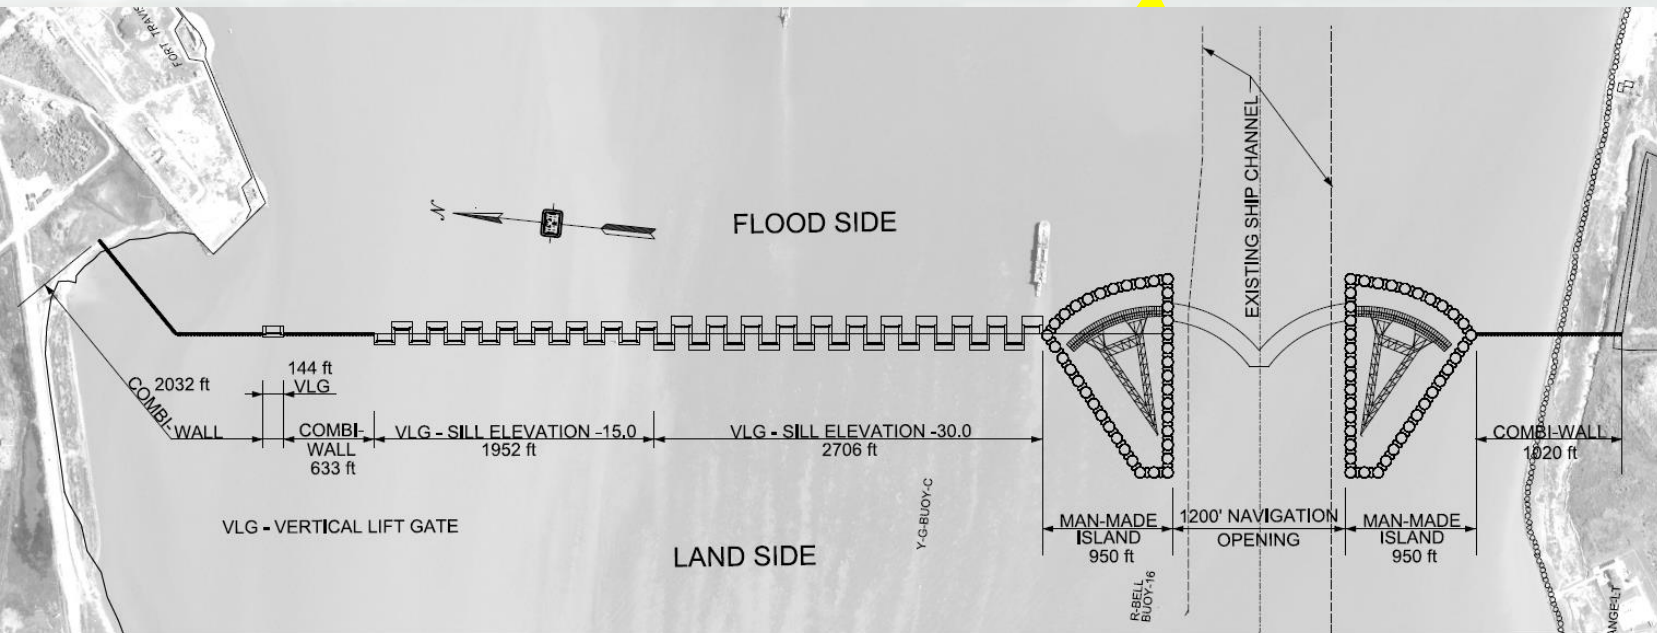 FORT TRAVIS
N
FLOOD SIDE
EXISTING SHIP CHANNEL
2032 ft
COMBI-WALL
144 ft
VLG
COMBI-
WALL
633 ft
VLG - SILL ELEVATION -15.0
1952 ft
VLG - SILL ELEVATION -30.0
2706 ft
COMBI-WALL
1020 ft
Y-G-BUOY-C
VLG - VERTICAL LIFT GATE
LAND SIDE
MAN-MADE
ISLAND
950 ft
1200' NAVIGATION
OPENING
MAN-MADE
ISLAND
950 ft
R-BELL
BUOY-16